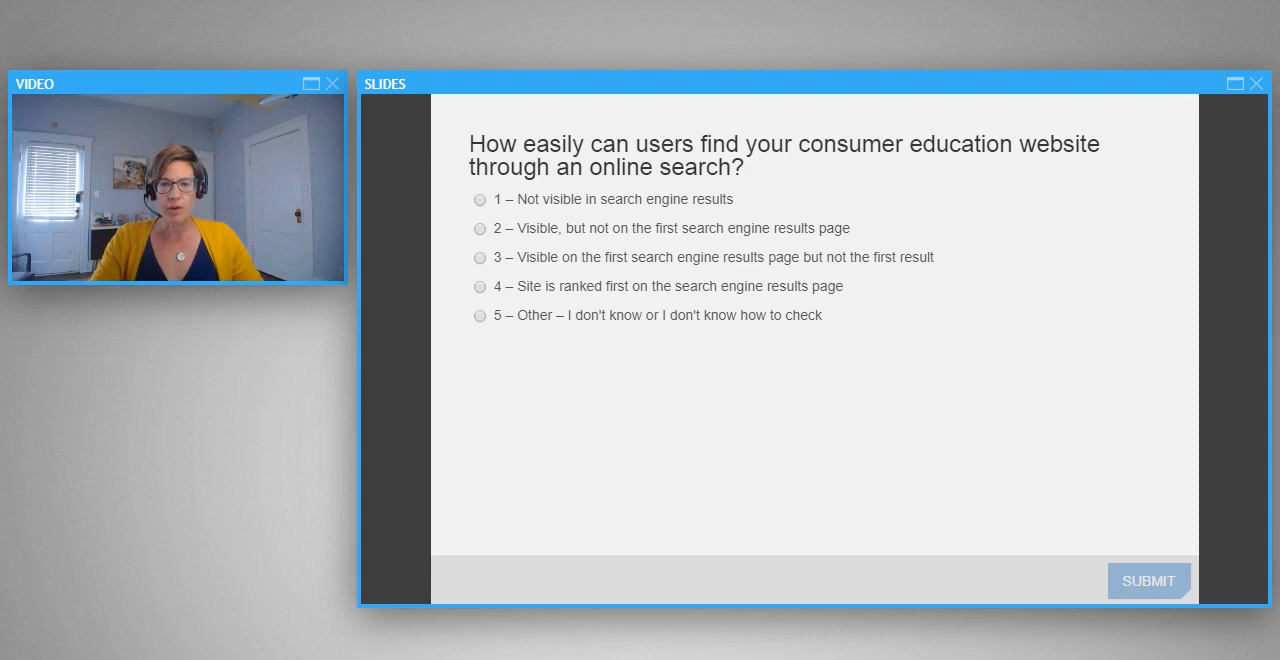 VIDEO
SLIDES
How easily can users find your consumer education website
through an online search?
1 – Not visible in search engine results
2 – Visible, but not on the first search engine results page
3 – Visible on the first search engine results page but not the first result
4 – Site is ranked first on the search engine results page
5 – Other – I don't know or I don't know how to check
SUBMIT